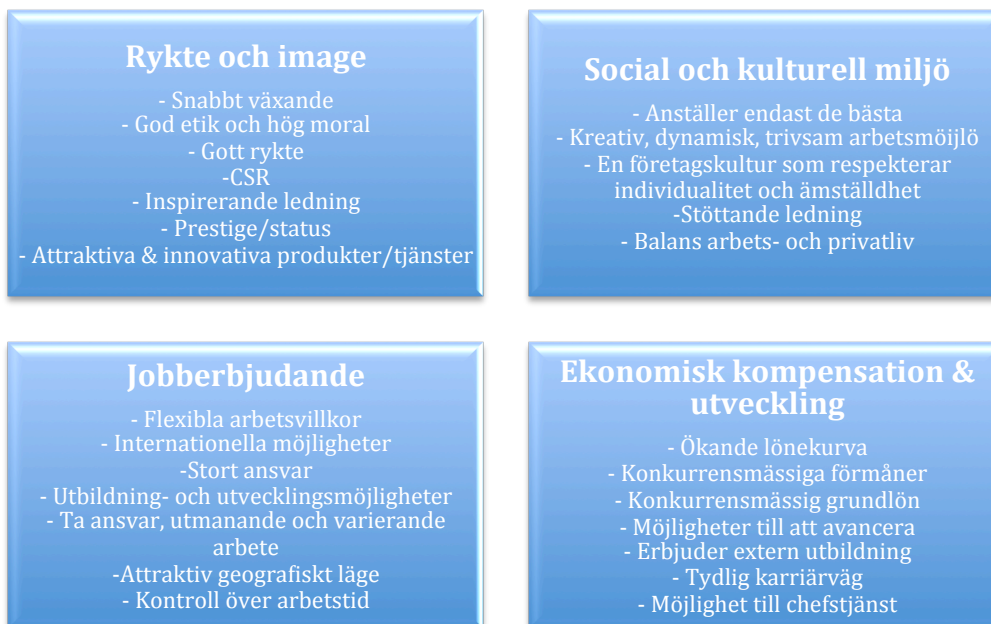 Rykte och image
- Snabbt växande
- God etik och hög moral
- Gott rykte
-CSR
- Inspirerande ledning
- Prestige/status
- Attraktiva & innovativa produkter/tjänster
Social och kulturell miljö
- Anställer endast de bästa
- Kreativ, dynamisk, trivsam arbetsmöijlö
- En företagskultur som respekterar
individualitet och ämställdhet
-Stöttande ledning
- Balans arbets- och privatliv
Jobberbjudande
- Flexibla arbetsvillkor
- Internationella möjligheter
-Stort ansvar
- Utbildning- och utvecklingsmöjligheter
- Ta ansvar, utmanande och varierande
arbete
-Attraktiv geografiskt läge
- Kontroll över arbetstid
Ekonomisk kompensation &
utveckling
- Ökande lönekurva
- Konkurrensmässiga förmåner
- Konkurrensmässig grundlön
- Möjligheter till att avancera
- Erbjuder extern utbildning
- Tydlig karriärväg
- Möjlighet till chefstjänst